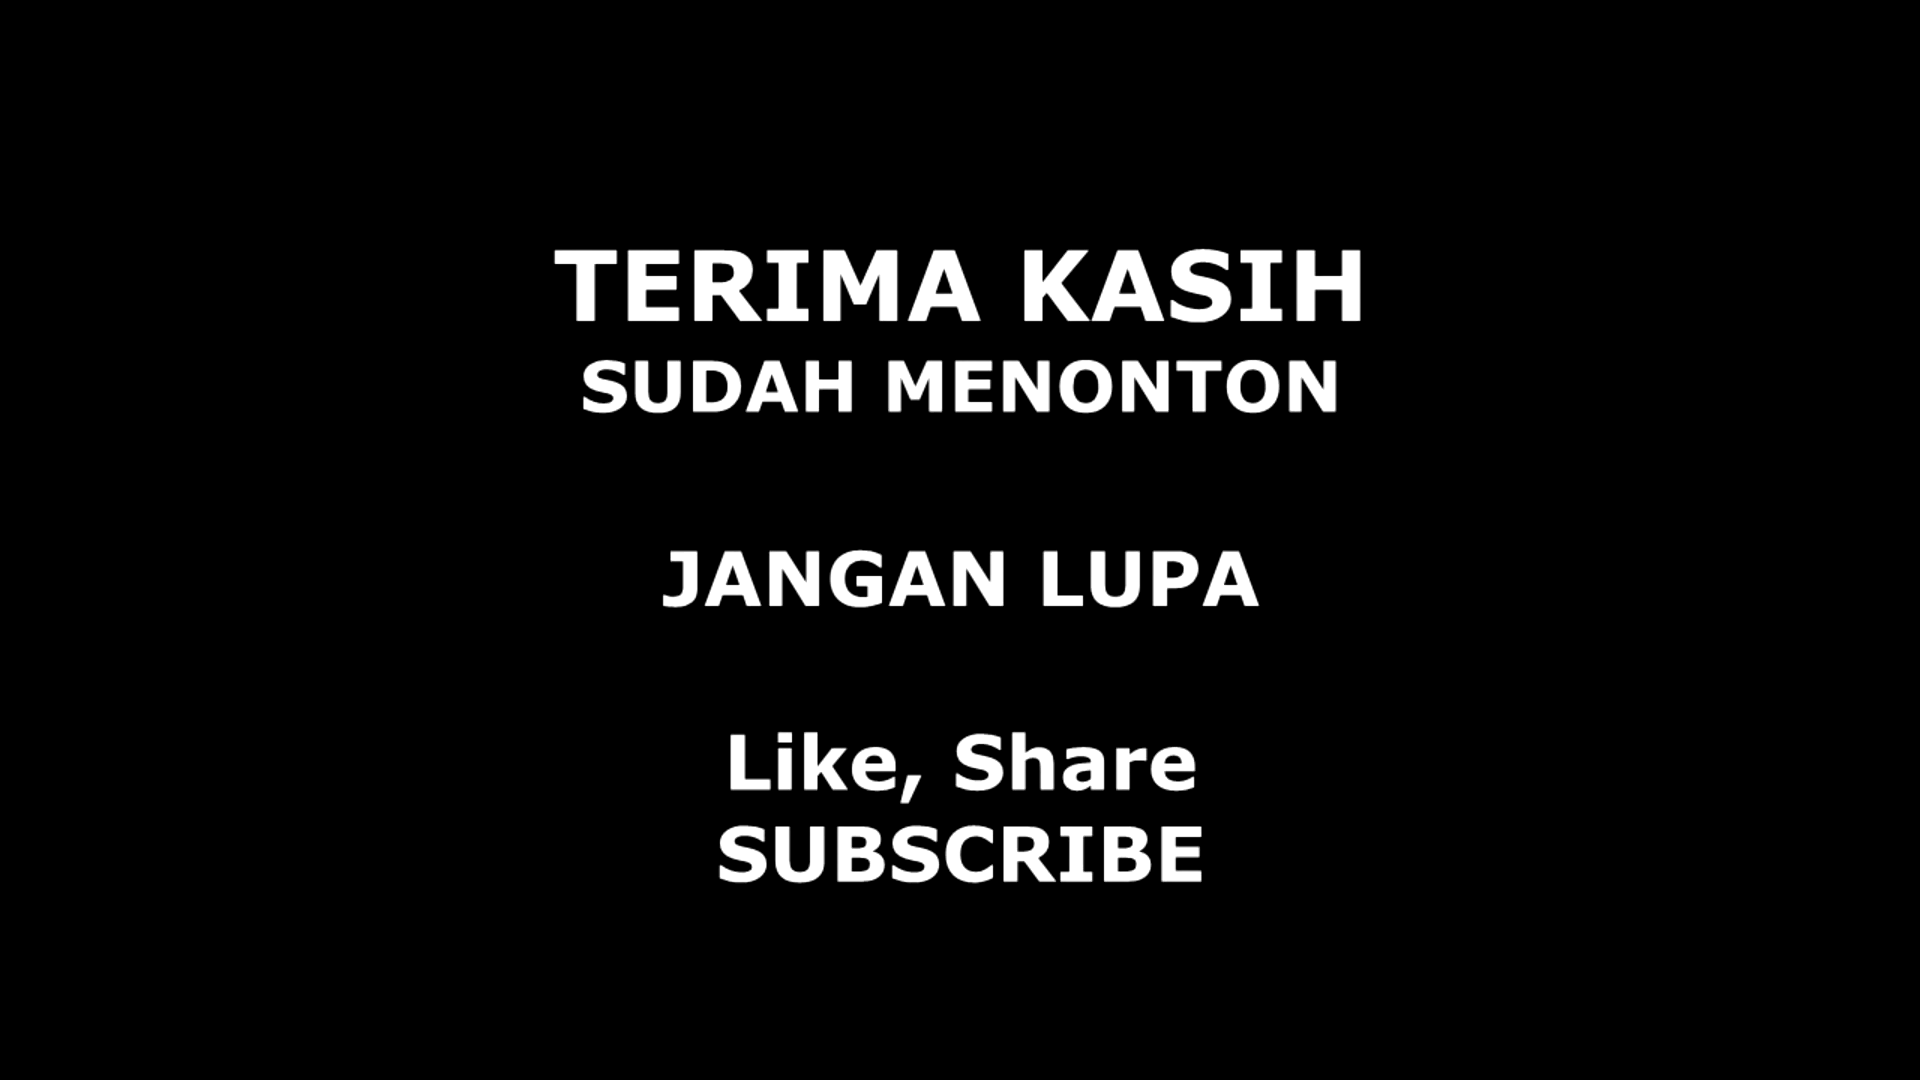 TERIMA KASIH
SUDAH MENONTON
JANGAN LUPA
Like, Share
SUBSCRIBE